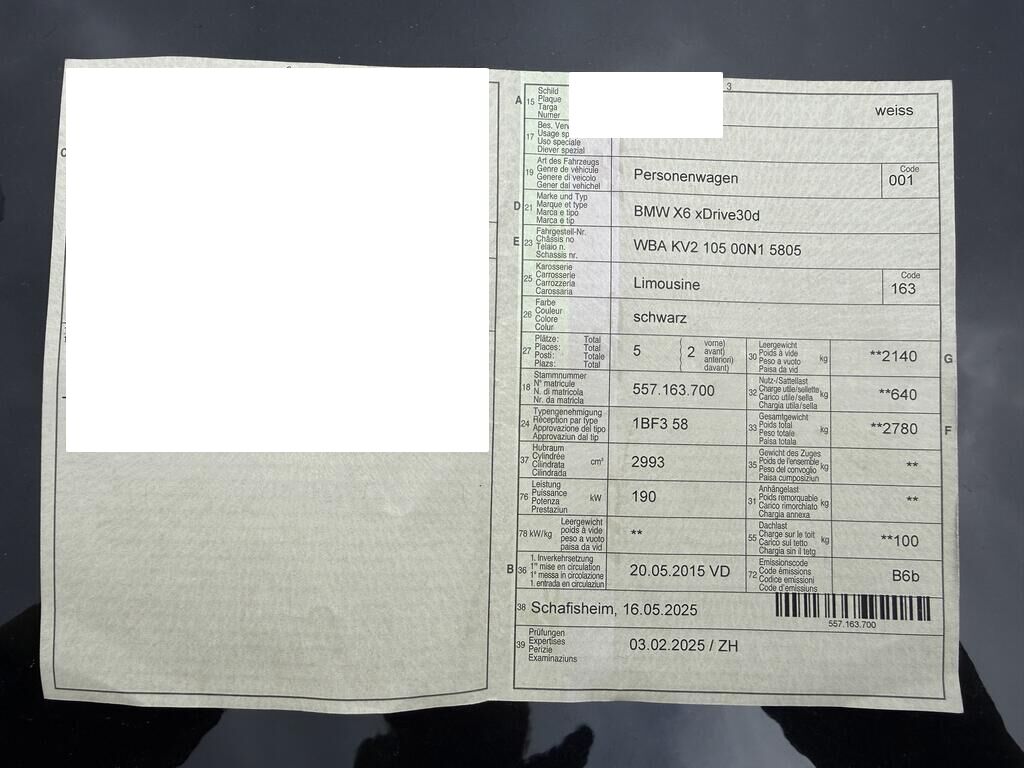 C
3
A 15 Schild
Plaque
Targa
Numer
weiss
17 Bes.
Usage
Uso speciale
Diever spezial
19 Art des Fahrzeugs
Genre de véhicule
Genere di veicolo
Gener dal vehichel
Personenwagen
Code
001
D 21 Marke und Typ
Marque et type
Marca e tipo
Marca e tip
BMW X6 xDrive30d
E 23 Fahrgestell-Nr.
Châssis no
Telaio n.
Schassis nr.
WBA KV2 105 00N1 5805
25 Karosserie
Carrosserie
Carrozzeria
Carossaria
Limousine
Code
163
26 Farbe
Couleur
Colore
Colur
schwarz
27 Plätze: Total
Places: Total
Posti: Totale
Plazs: Total
5
2 vorne)
avant)
anteriori)
davant)
30 Leergewicht
Poids à vide
Peso a vuoto
Paisa da vid
kg
**2140
G
18 Stammnummer
N° matricule
N. di matricola
Nr. da matricla
557.163.700
32 Nutz-/Sattellast
Charge utile/sellette
Carico utile/sella
Chargia utila/sella
kg
**640
24 Typengenehmigung
Réception par type
Approvazione del tipo
Approvaziun dal tip
1BF3 58
33 Gesamtgewicht
Poids total
Peso totale
Paisa totala
kg
**2780
F
37 Hubraum
Cylindrée
Cilindrata
Cilindrada
cm³
2993
35 Gewicht des Zuges
Poids de l'ensemble
Peso del convoglio
Paisa cumposiziun
kg
**
76 Leistung
Puissance
Potenza
Prestaziun
kW
190
31 Anhängelast
Poids remorquable
Carico rimorchiato
Chargia annexa
kg
**
78 kW/kg Leergewicht
poids à vide
peso a vuoto
paisa da vid
**
55 Dachlast
Charge sur le toit
Carico sul tetto
Chargia sin il tetg
kg
**100
B 36 1. Inverkehrsetzung
1re mise en circulation
1a messa in circolazione
1. entrada en circulaziun
20.05.2015 VD
72 Emissionscode
Code émissions
Codice emissioni
Code d'emissiuns
B6b
38 Schafisheim, 16.05.2025
557.163.700
39 Prüfungen
Expertises
Perizie
Examinaziuns
03.02.2025 / ZH